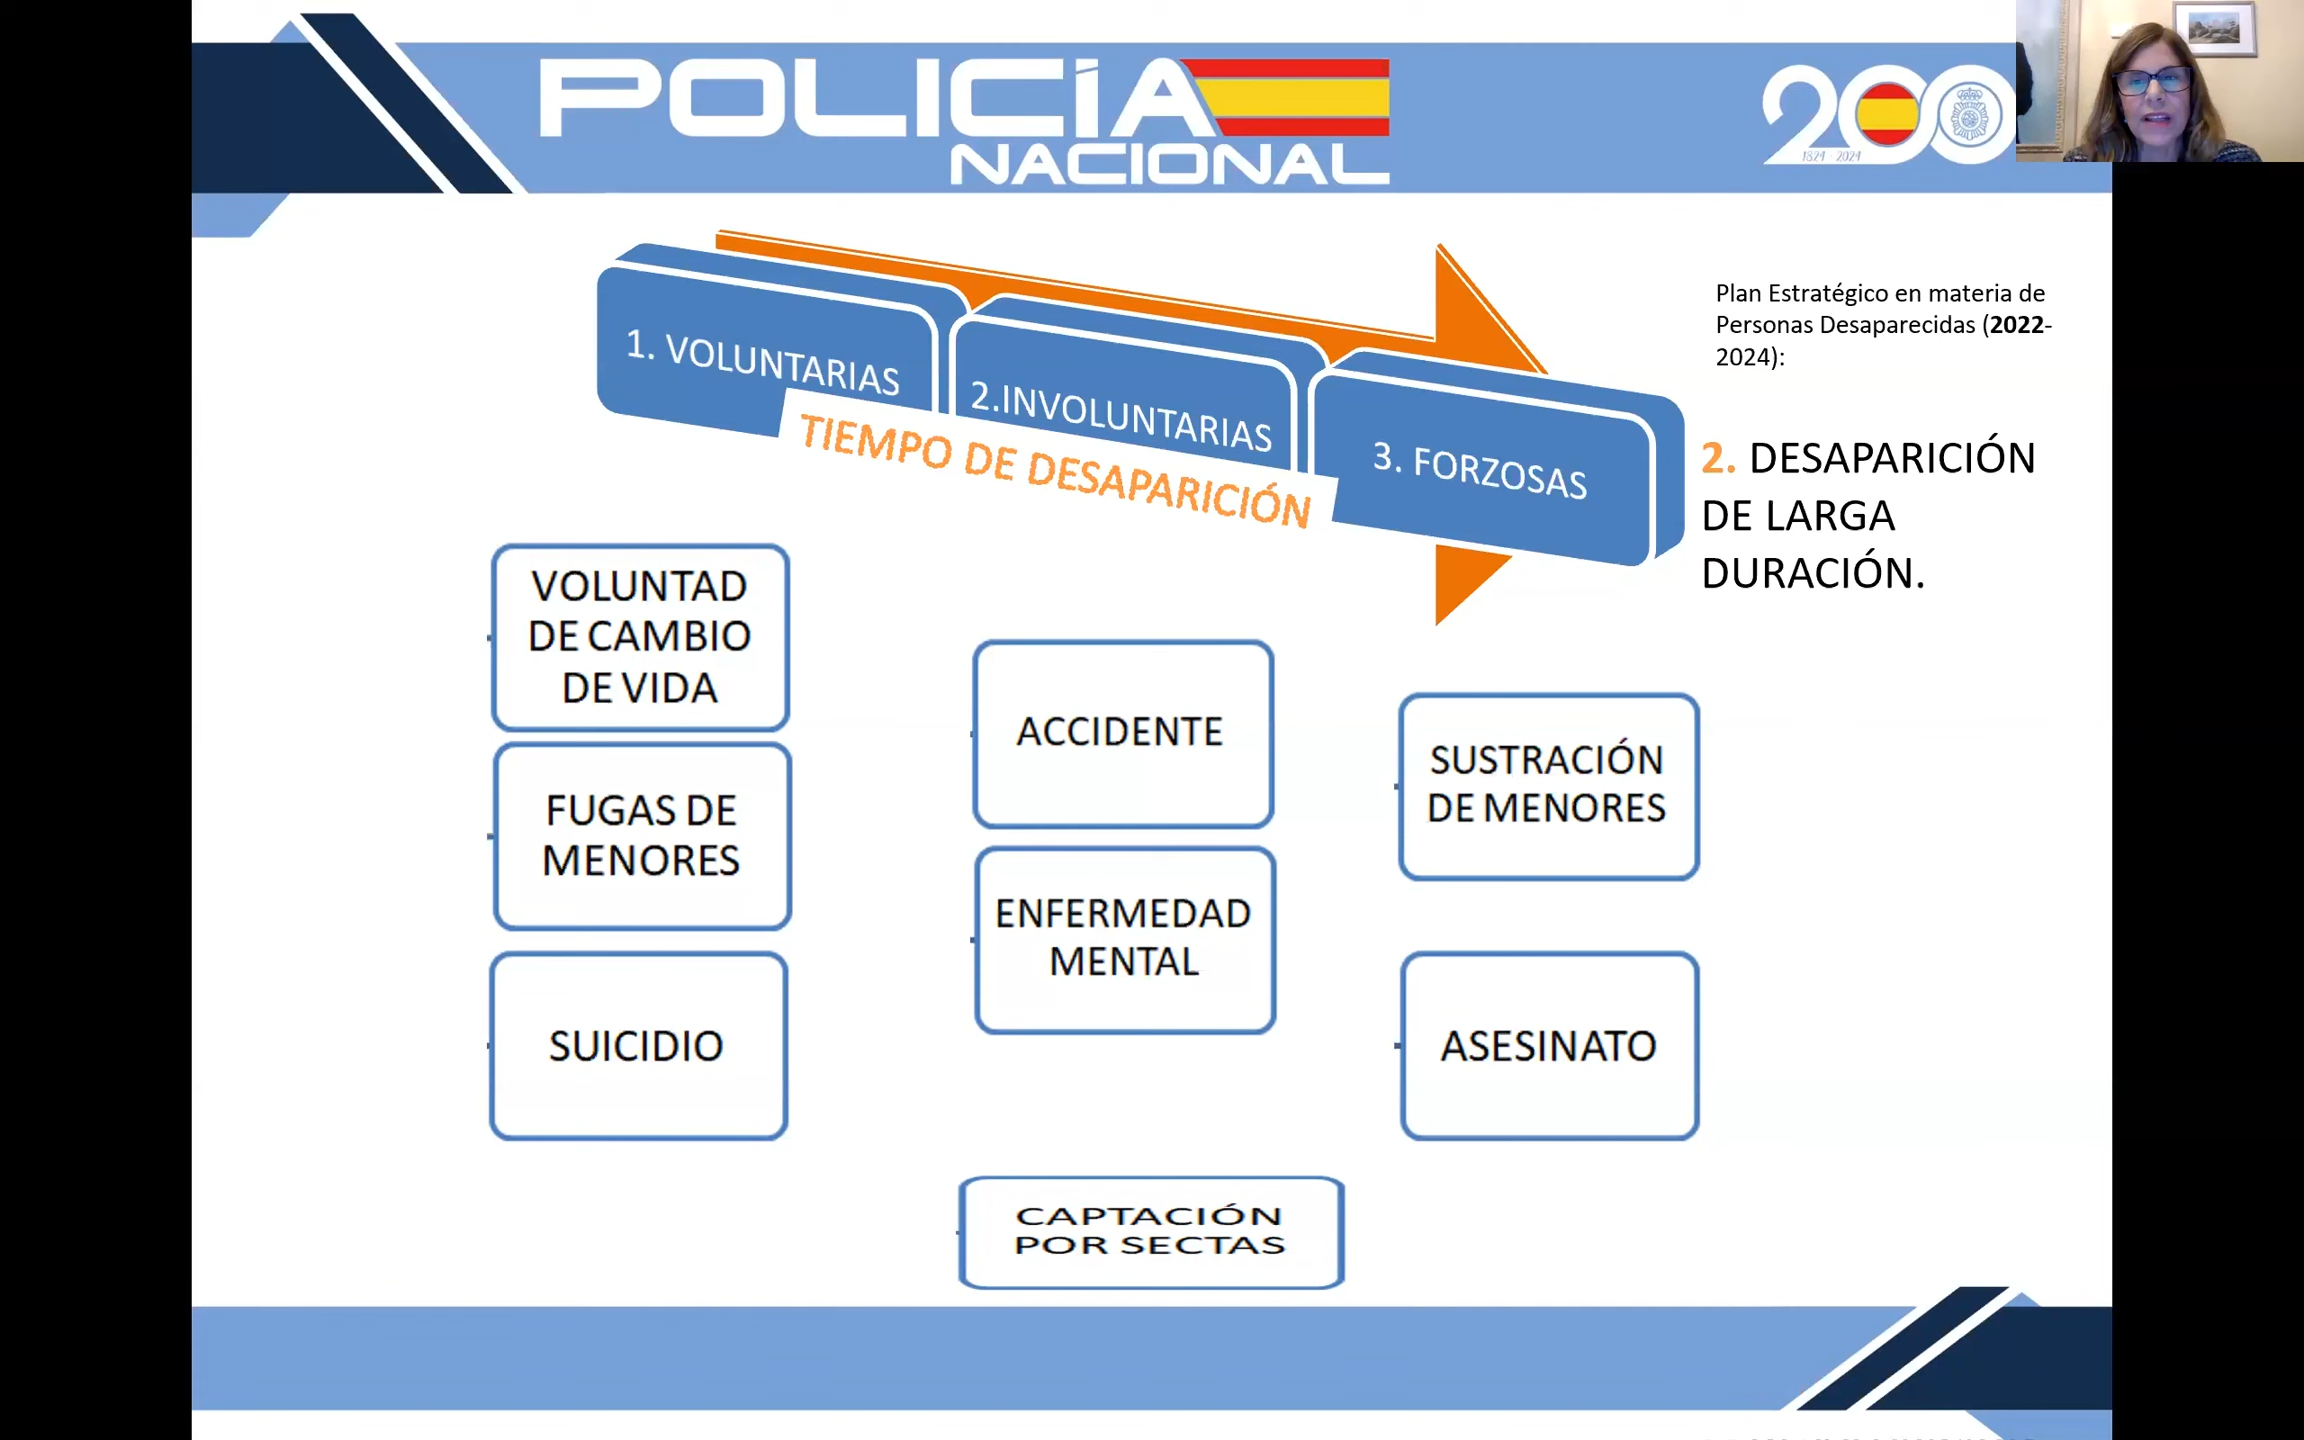 POLICÍA
NACIONAL
200
1824 - 2024
1. VOLUNTARIAS
2.INVOLUNTARIAS
3. FORZOSAS
TIEMPO DE DESAPARICIÓN
Plan Estratégico en materia de
Personas Desaparecidas (2022-
2024):
2. DESAPARICIÓN
DE LARGA
DURACIÓN.
VOLUNTAD
DE CAMBIO
DE VIDA
FUGAS DE
MENORES
SUICIDIO
ACCIDENTE
ENFERMEDAD
MENTAL
SUSTRACIÓN
DE MENORES
ASESINATO
CAPTACIÓN
POR SECTAS